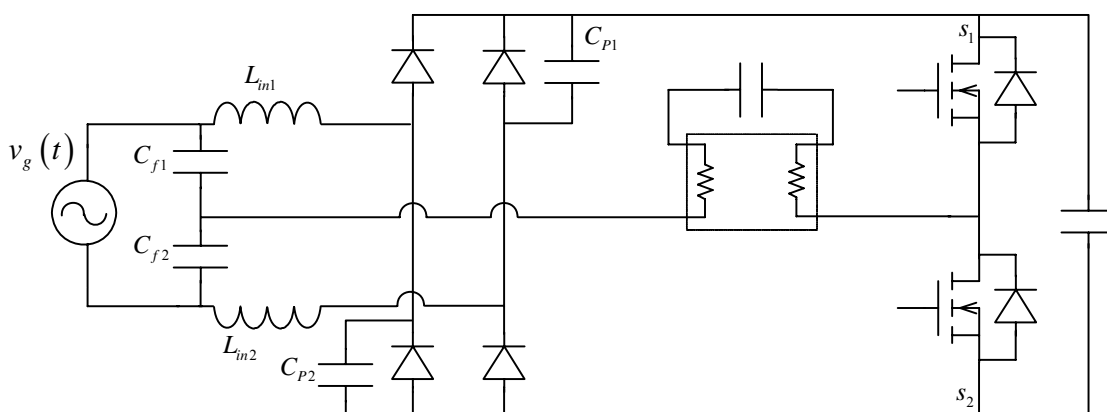 C_{P1}
s_1
L_{in1}
v_g(t)
C_{f1}
C_{f2}
L_{in2}
C_{P2}
s_2